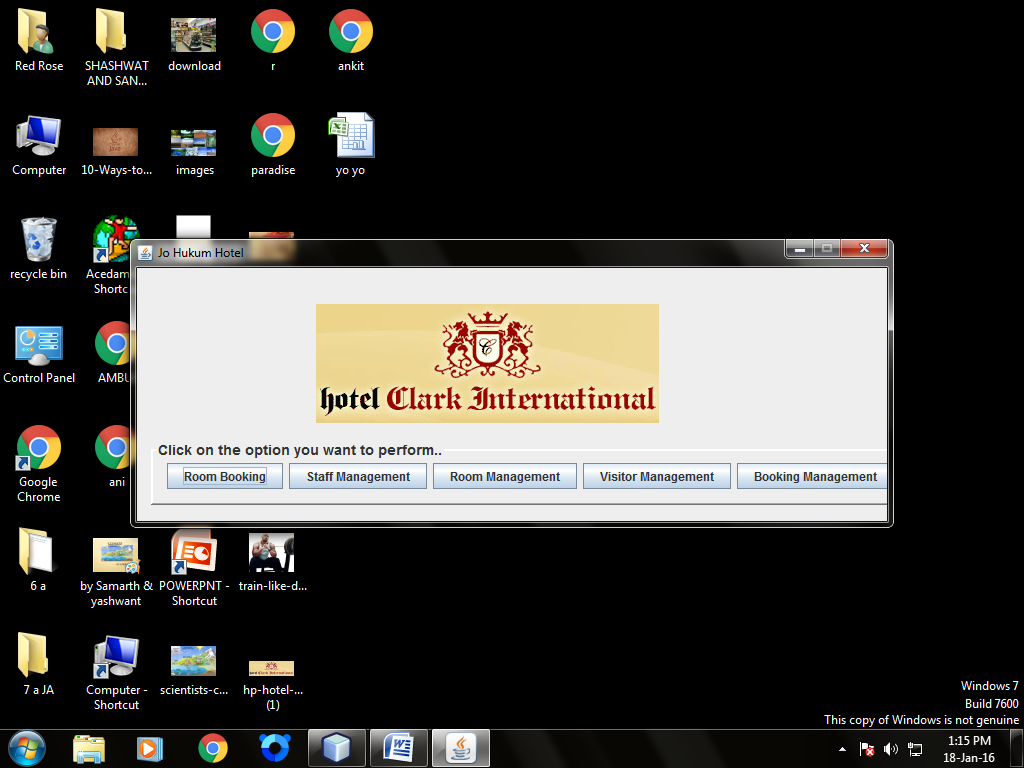 Red Rose
SHASHWAT
AND SAN...
download
r
ankit
Computer
10-Ways-to...
images
paradise
yo yo
recycle bin
Acedam
Shortc
Control Panel
AMBU
Google
Chrome
ani
6 a
by Samarth &
yashwant
POWERPNT -
Shortcut
train-like-d...
7 a JA
Computer -
Shortcut
scientists-c...
hp-hotel-...
(1)
Jo Hukum Hotel
C
hotel Clark International
Click on the option you want to perform..
Room Booking
Staff Management
Room Management
Visitor Management
Booking Management
Windows 7
Build 7600
This copy of Windows is not genuine
1:15 PM
18-Jan-16